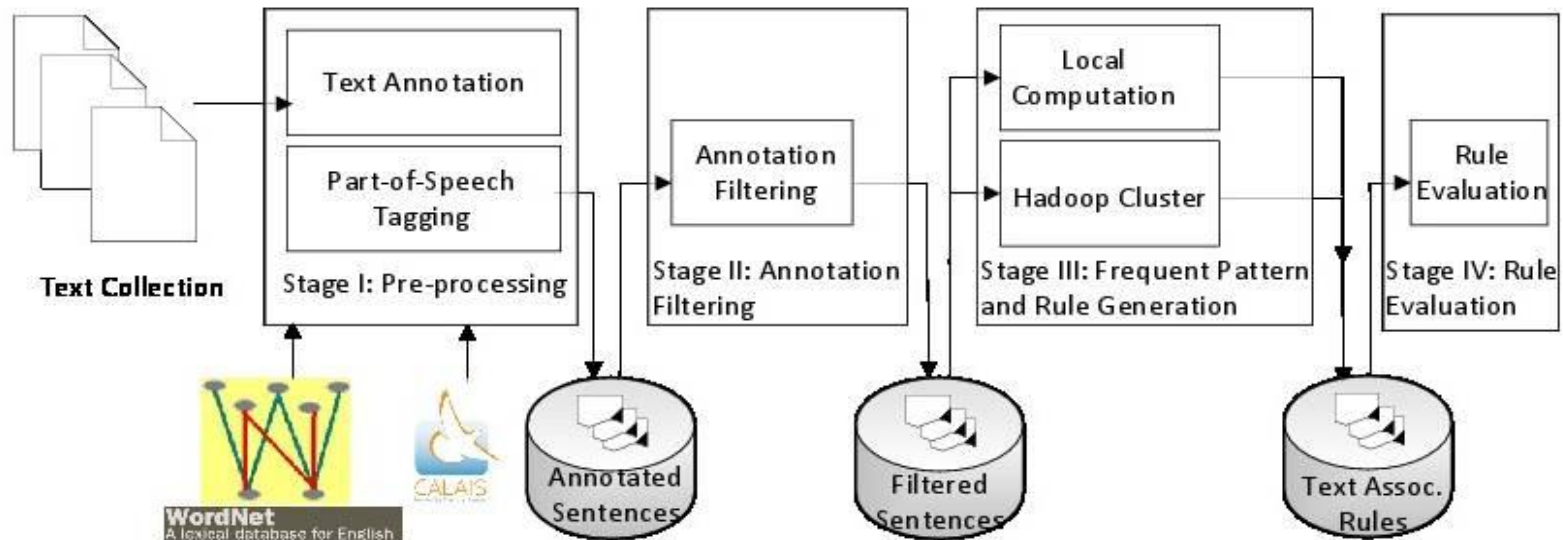 Text Annotation
Part-of-Speech
Tagging
Stage I: Pre-processing
Text Collection
WordNet
A lexical database for English
CALAIS
Annotated
Sentences
Annotation
Filtering
Stage II: Annotation
Filtering
Filtered
Sentences
Local
Computation
Hadoop Cluster
Stage III: Frequent Pattern
and Rule Generation
Text Assoc.
Rules
Rule
Evaluation
Stage IV: Rule
Evaluation